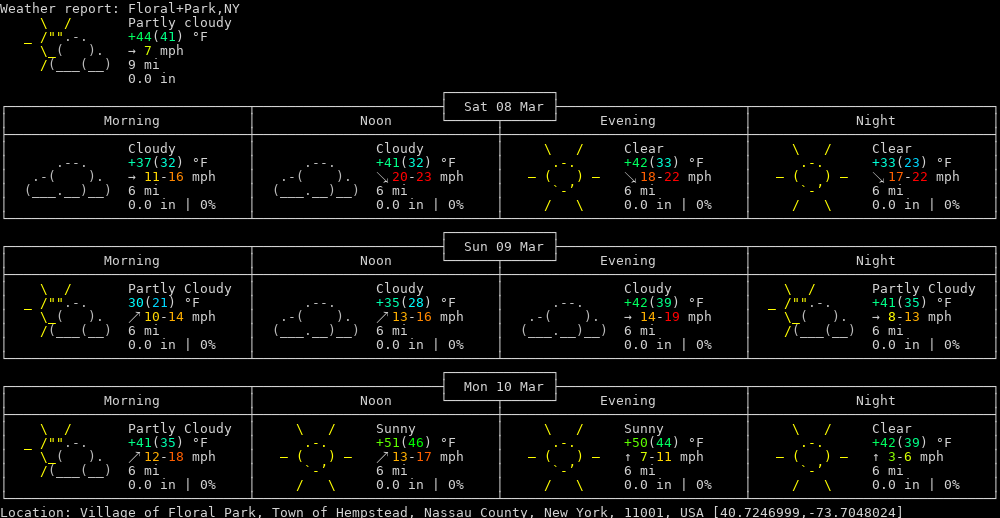 Weather report: Floral+Park,NY
Partly cloudy
+44(41) °F
→ 7 mph
9 mi
0.0 in
Sat 08 Mar
Morning Noon Evening Night
Cloudy Cloudy Clear Clear
+37(32) °F +41(32) °F +42(33) °F +33(23) °F
→ 11-16 mph ↘ 20-23 mph ↘ 18-22 mph ↘ 17-22 mph
6 mi 6 mi 6 mi 6 mi
0.0 in | 0% 0.0 in | 0% 0.0 in | 0% 0.0 in | 0%
Sun 09 Mar
Morning Noon Evening Night
Partly Cloudy Cloudy Cloudy Partly Cloudy
30(21) °F +35(28) °F +42(39) °F +41(35) °F
↗ 10-14 mph ↗ 13-16 mph → 14-19 mph → 8-13 mph
6 mi 6 mi 6 mi 6 mi
0.0 in | 0% 0.0 in | 0% 0.0 in | 0% 0.0 in | 0%
Mon 10 Mar
Morning Noon Evening Night
Partly Cloudy Sunny Sunny Clear
+41(35) °F +51(46) °F +50(44) °F +42(39) °F
↗ 12-18 mph ↗ 13-17 mph ↑ 7-11 mph ↑ 3-6 mph
6 mi 6 mi 6 mi 6 mi
0.0 in | 0% 0.0 in | 0% 0.0 in | 0% 0.0 in | 0%
Location: Village of Floral Park, Town of Hempstead, Nassau County, New York, 11001, USA [40.7246999,-73.7048024]